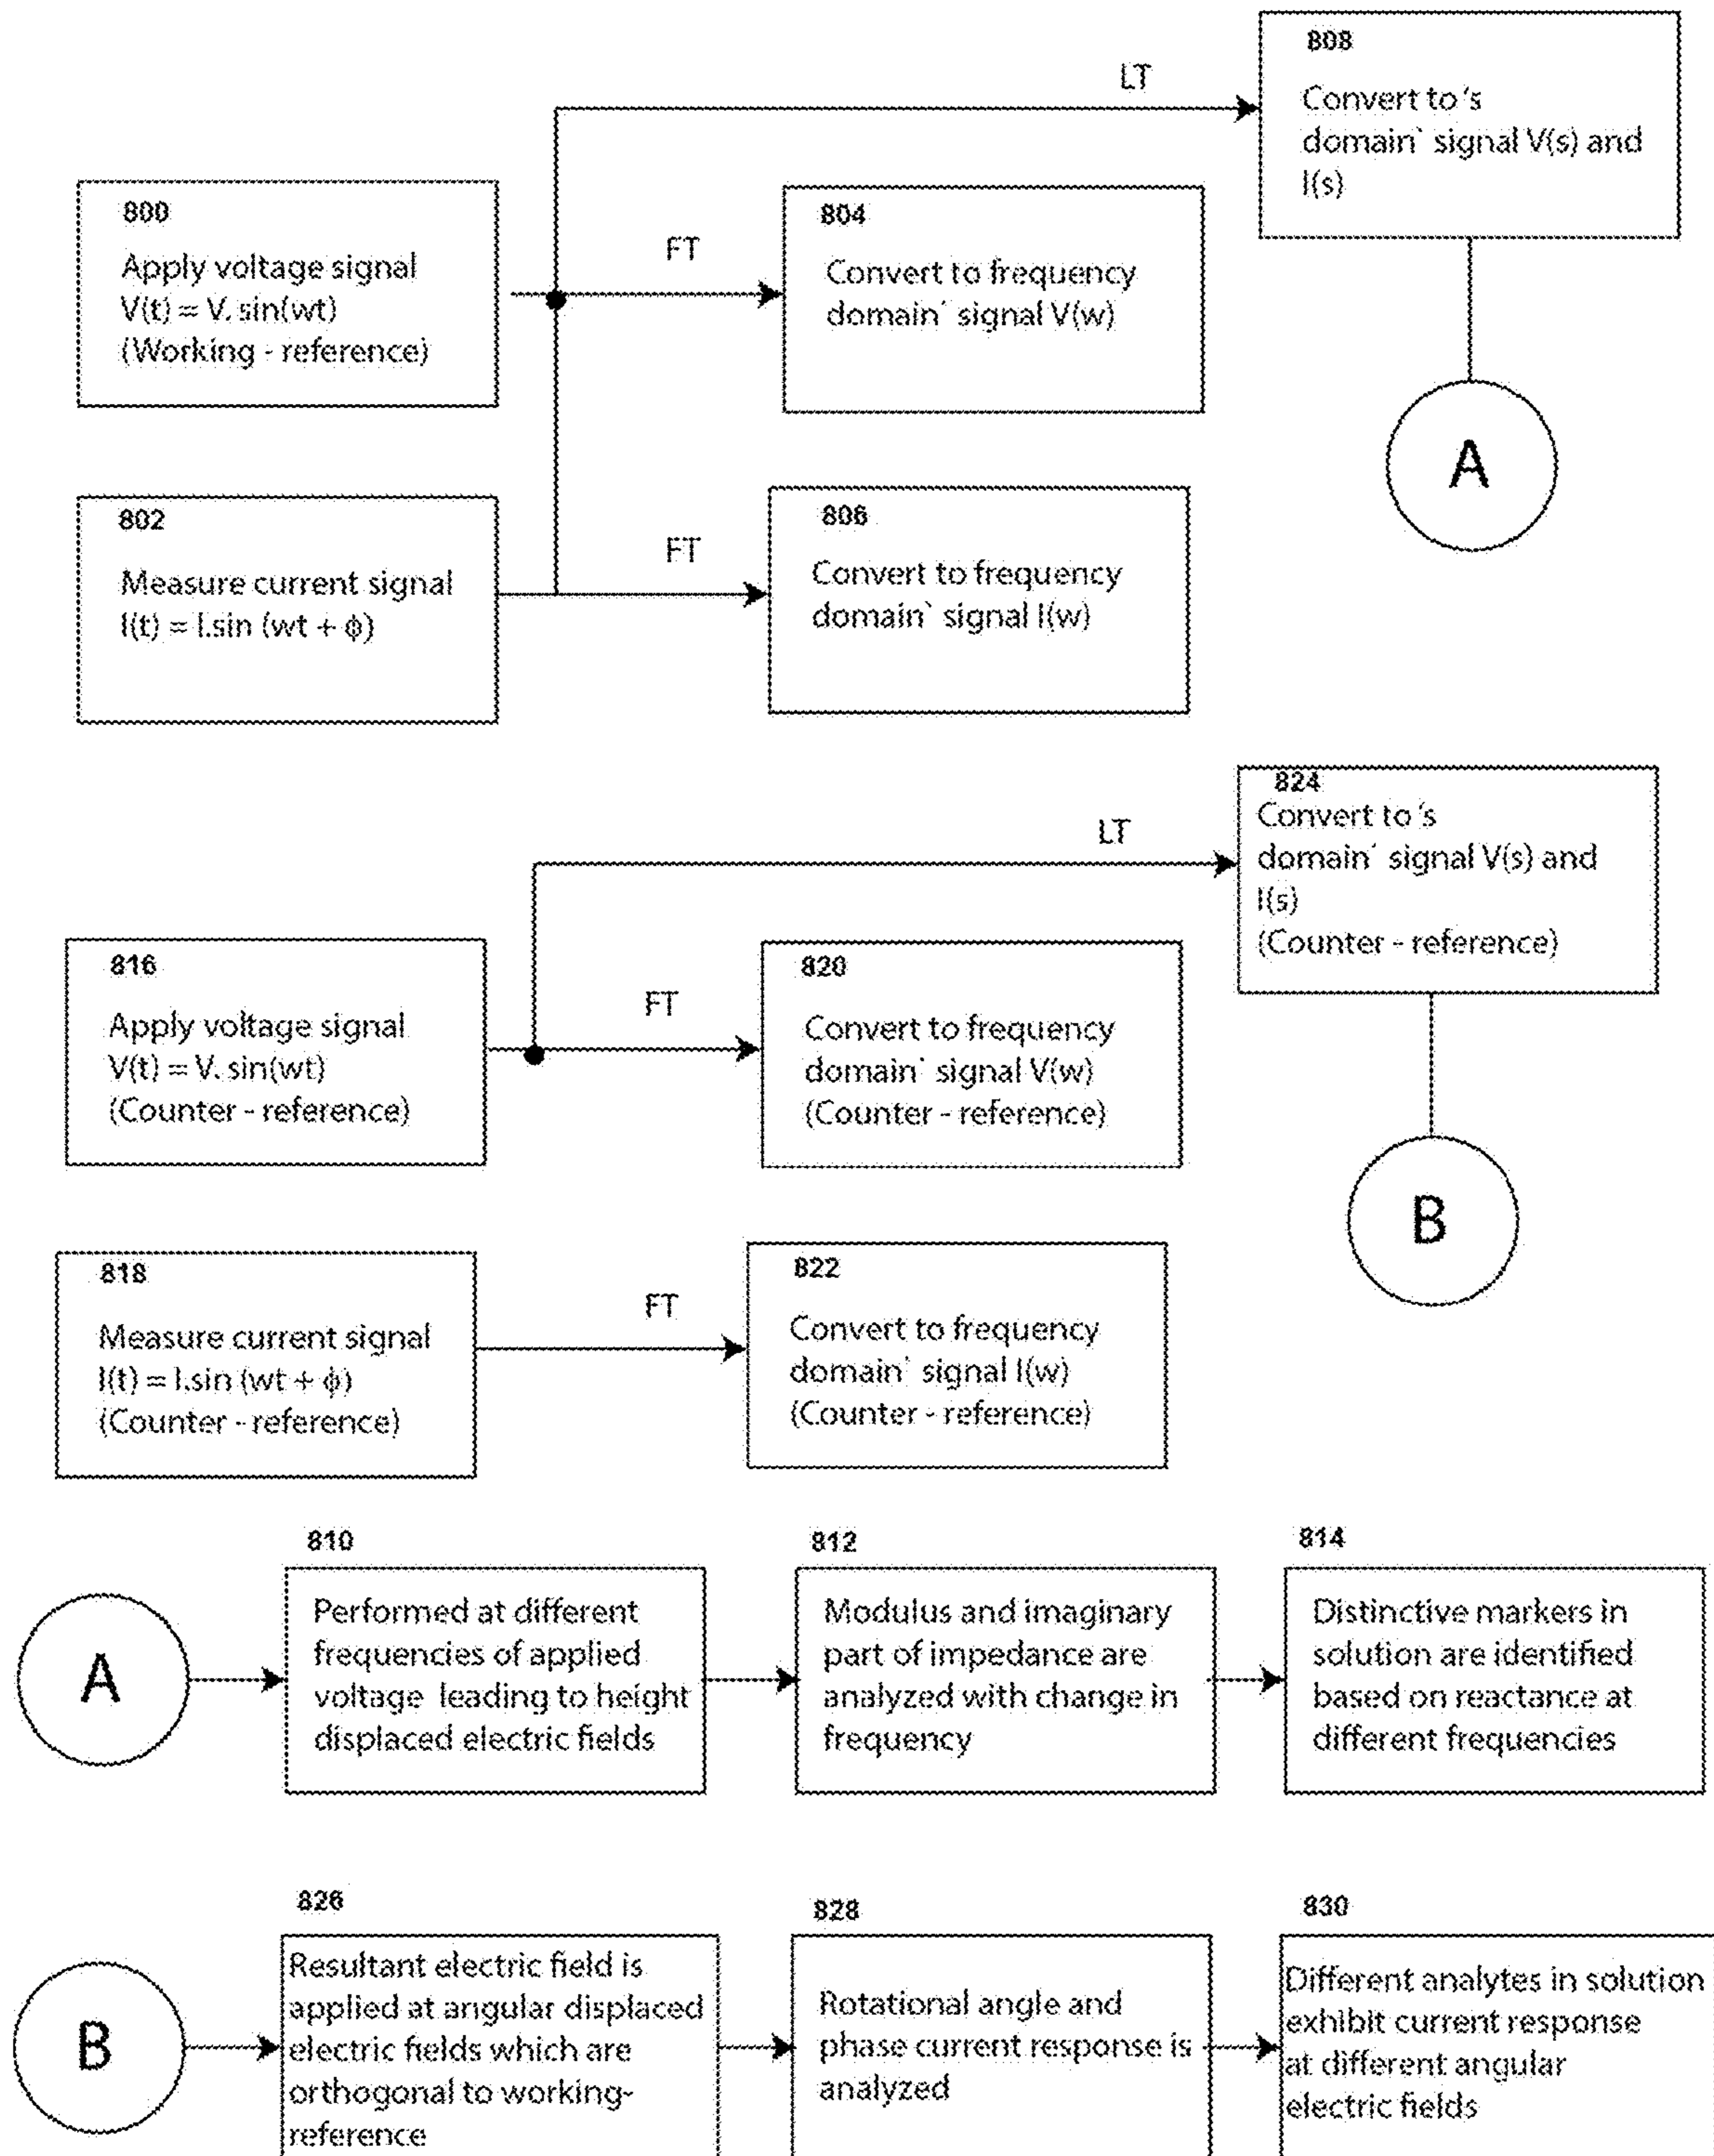 808
LT
Convert to 's
domain` signal V(s) and
I(s)
800
Apply voltage signal
V(t) = V. sin(wt)
(Working - reference)
FT
804
Convert to frequency
domain` signal V(w)
A
802
Measure current signal
I(t) = I.sin (wt + ϕ)
FT
806
Convert to frequency
domain` signal I(w)
824
LT
Convert to 's
domain` signal V(s) and
I(s)
(Counter - reference)
816
Apply voltage signal
V(t) = V. sin(wt)
(Counter - reference)
FT
820
Convert to frequency
domain` signal V(w)
(Counter - reference)
B
818
Measure current signal
I(t) = I.sin (wt + ϕ)
(Counter - reference)
FT
822
Convert to frequency
domain` signal I(w)
(Counter - reference)
A
810
Performed at different
frequencies of applied
voltage leading to height
displaced electric fields
812
Modulus and imaginary
part of impedance are
analyzed with change in
frequency
814
Distinctive markers in
solution are identified
based on reactance at
different frequencies
B
826
Resultant electric field is
applied at angular displaced
electric fields which are
orthogonal to working-
reference
828
Rotational angle and
phase current response is
analyzed
830
Different analytes in solution
exhibit current response
at different angular
electric fields